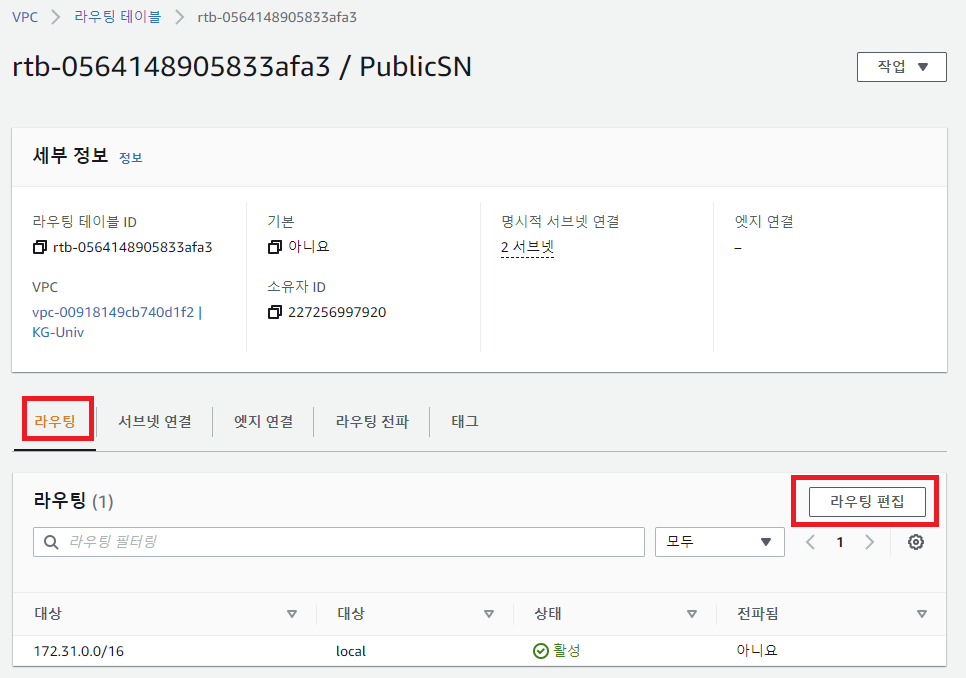 VPC > 라우팅 테이블 > rtb-0564148905833afa3
rtb-0564148905833afa3 / PublicSN
작업 ▼
세부 정보 정보
라우팅 테이블 ID
rtb-0564148905833afa3
기본
아니요
명시적 서브넷 연결
2 서브넷
엣지 연결
–
VPC
vpc-00918149cb740d1f2 |
KG-Univ
소유자 ID
227256997920
라우팅 서브넷 연결 엣지 연결 라우팅 전파 태그
라우팅 (1)
라우팅 편집
라우팅 필터링
모두
1
대상 대상 상태 전파됨
172.31.0.0/16 local 활성 아니요